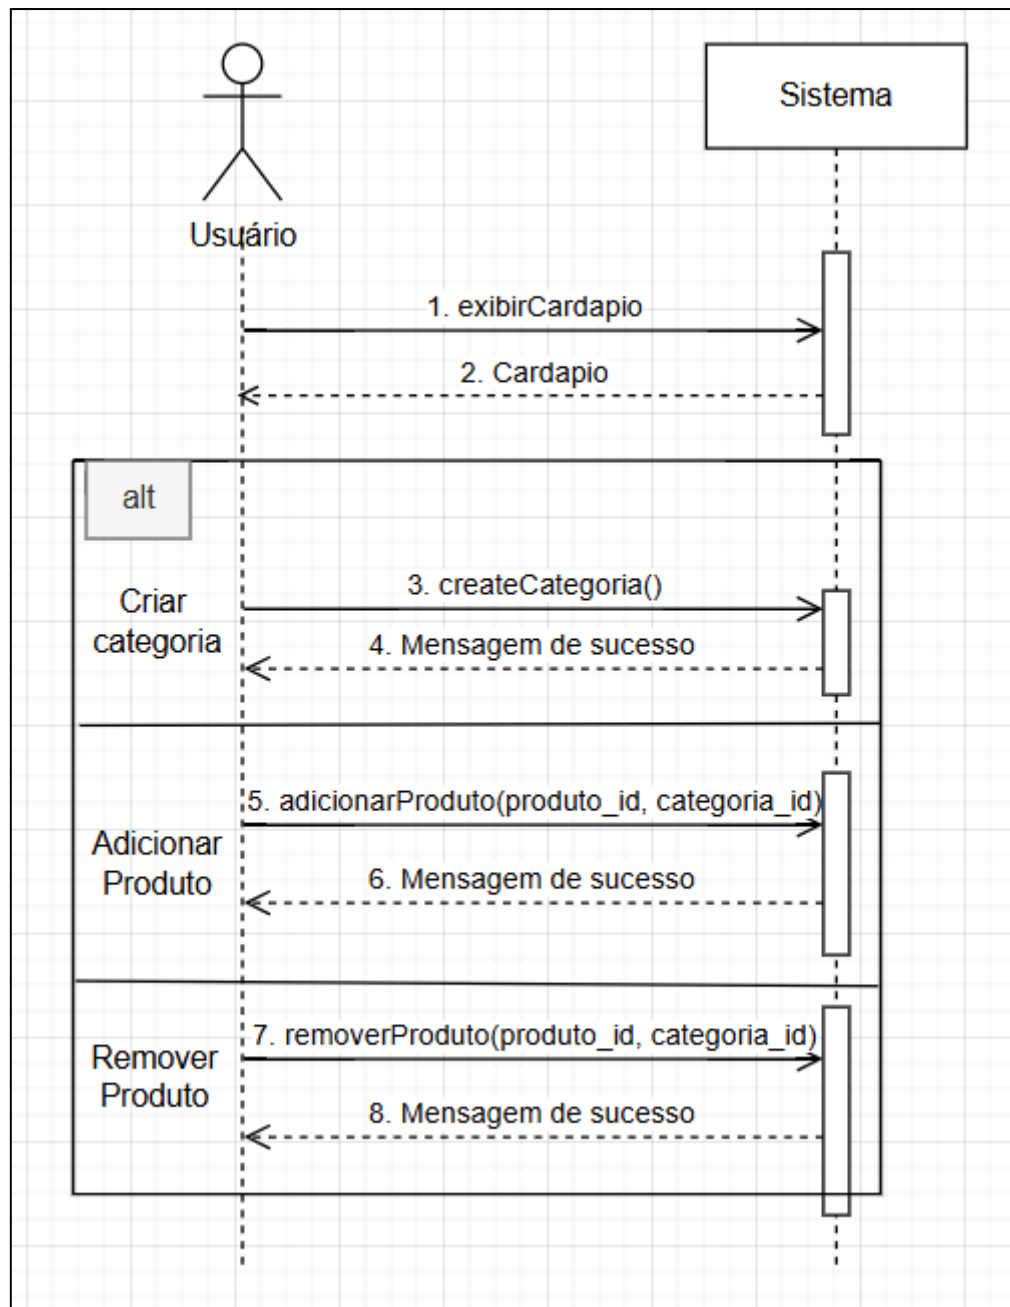 Sistema
Usuário
1. exibirCardapio
2. Cardapio
alt
3. createCategoria()
Criar
categoria
4. Mensagem de sucesso
5. adicionarProduto(produto_id, categoria_id)
Adicionar
Produto
6. Mensagem de sucesso
7. removerProduto(produto_id, categoria_id)
Remover
Produto
8. Mensagem de sucesso